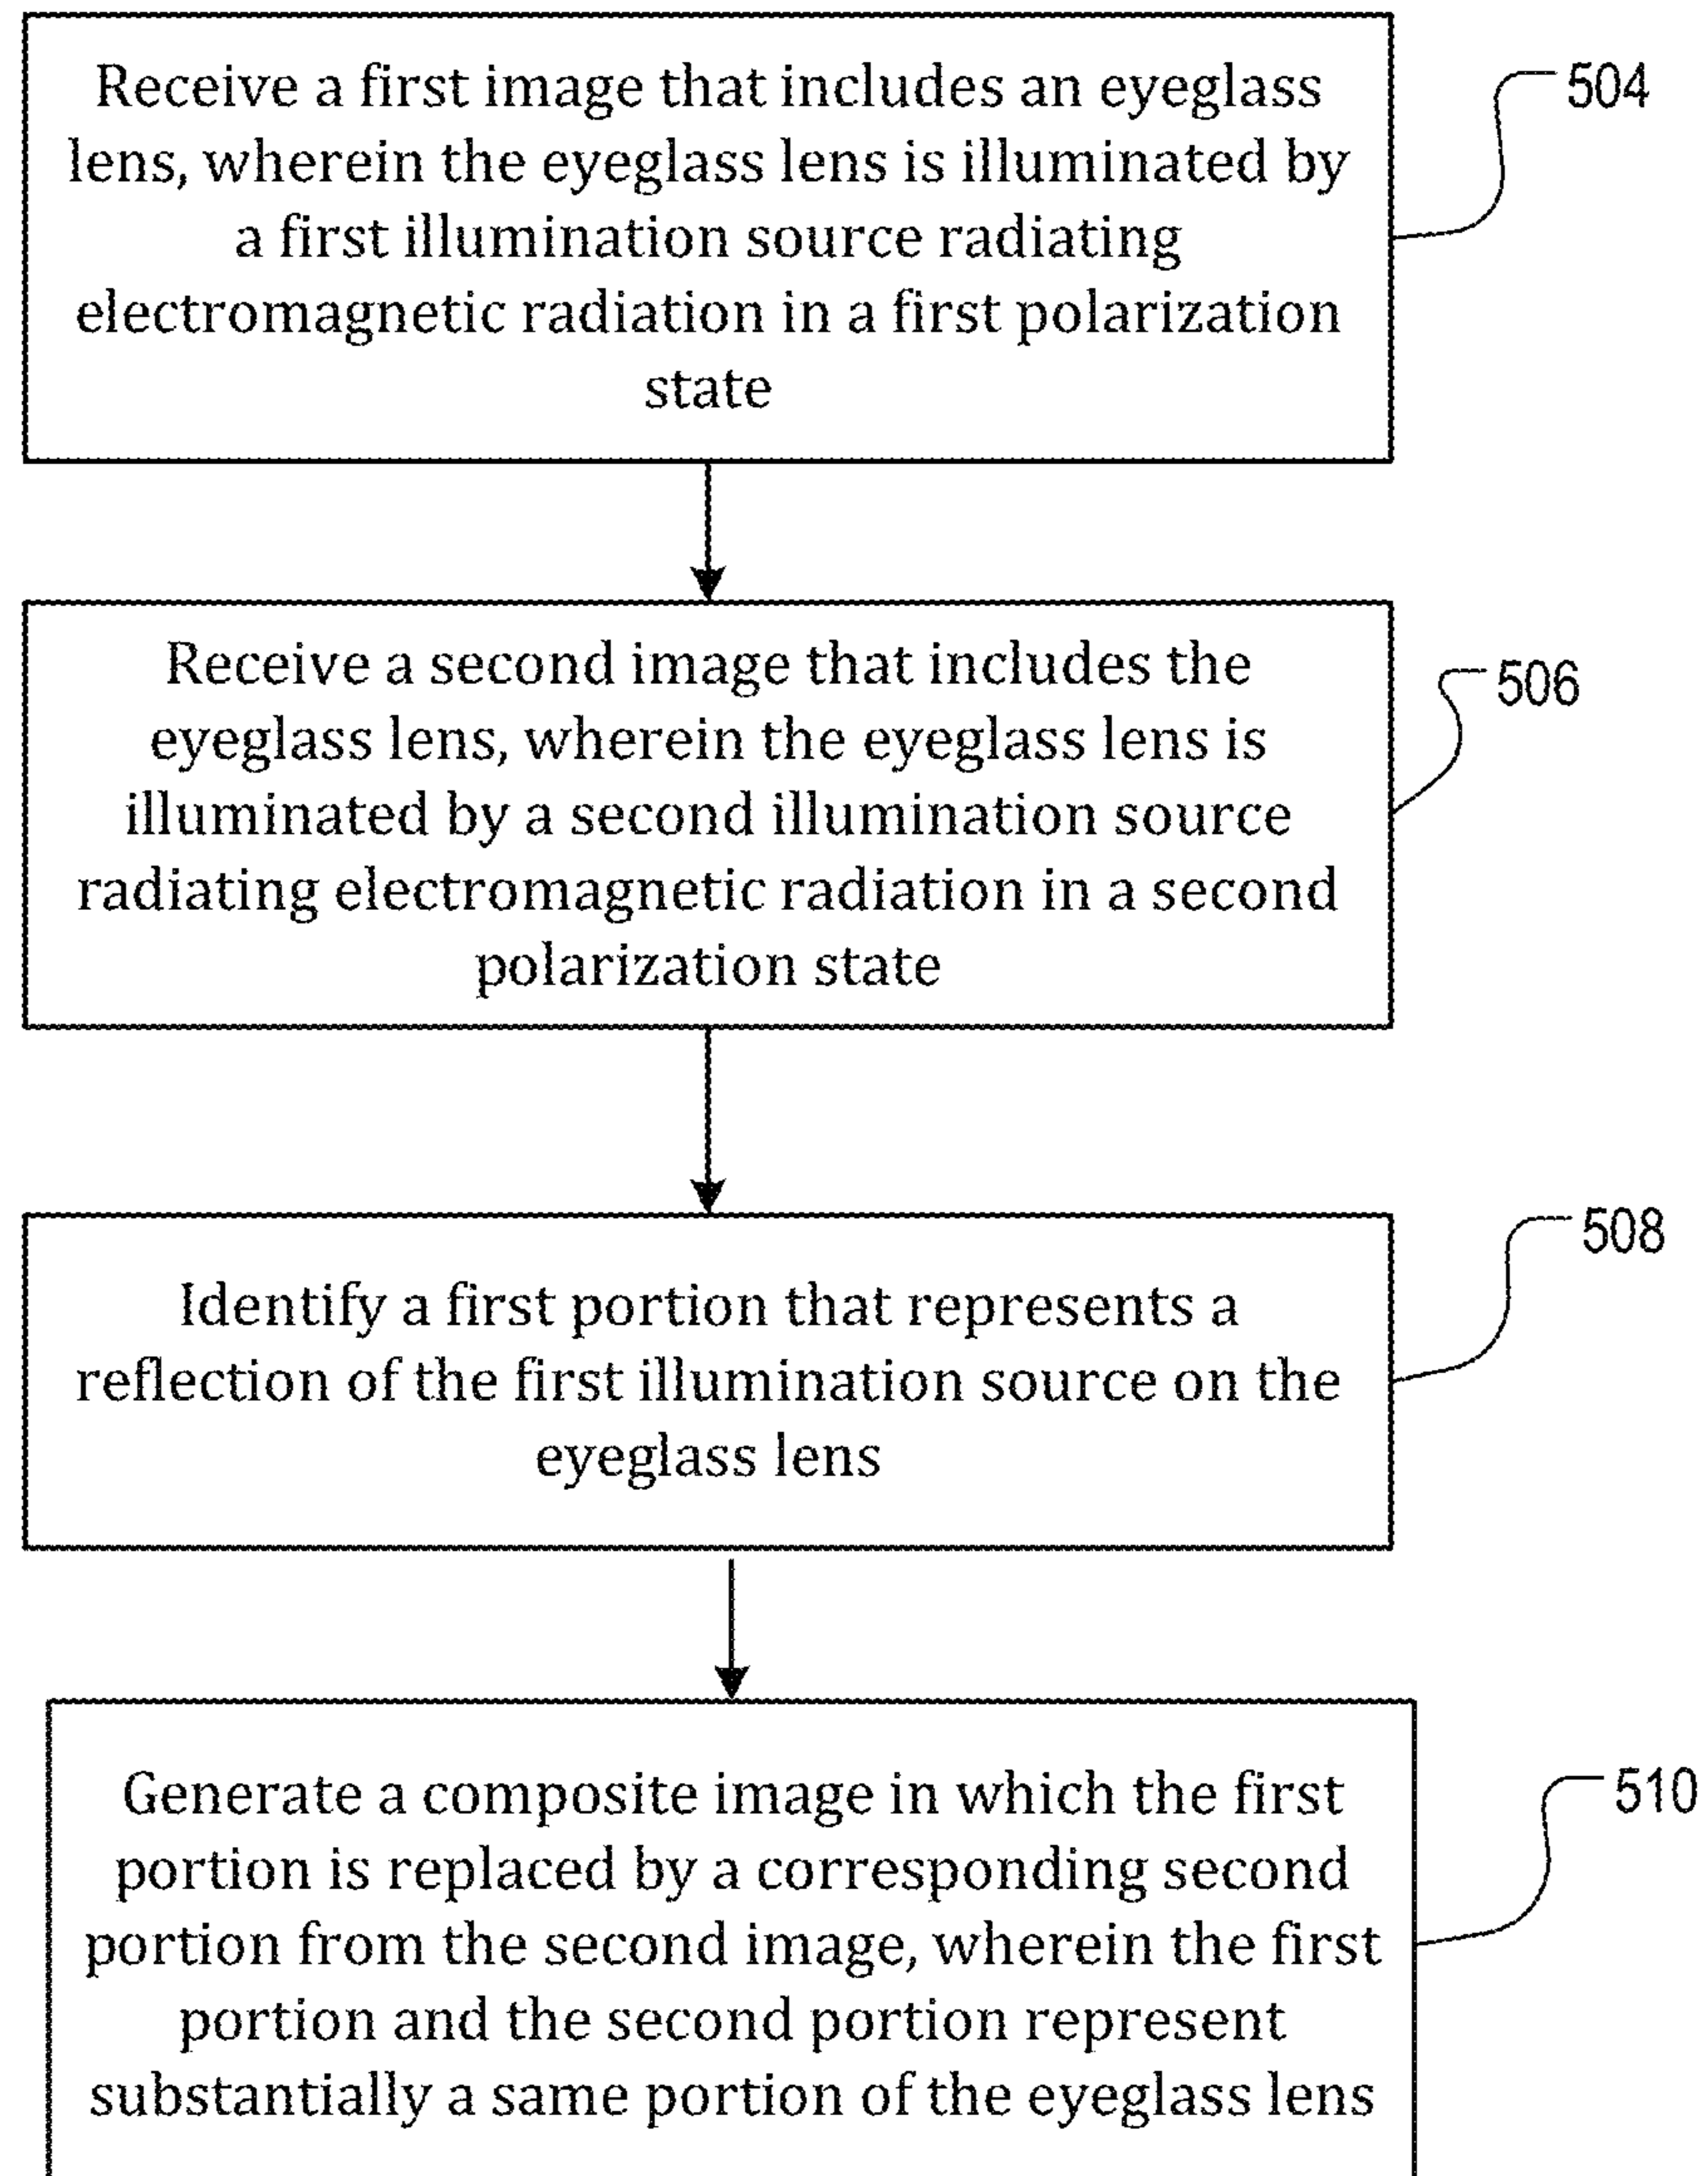 Receive a first image that includes an eyeglass
lens, wherein the eyeglass lens is illuminated by
a first illumination source radiating
electromagnetic radiation in a first polarization
state
504
Receive a second image that includes the
eyeglass lens, wherein the eyeglass lens is
illuminated by a second illumination source
radiating electromagnetic radiation in a second
polarization state
506
Identify a first portion that represents a
reflection of the first illumination source on the
eyeglass lens
508
Generate a composite image in which the first
portion is replaced by a corresponding second
portion from the second image, wherein the first
portion and the second portion represent
substantially a same portion of the eyeglass lens
510